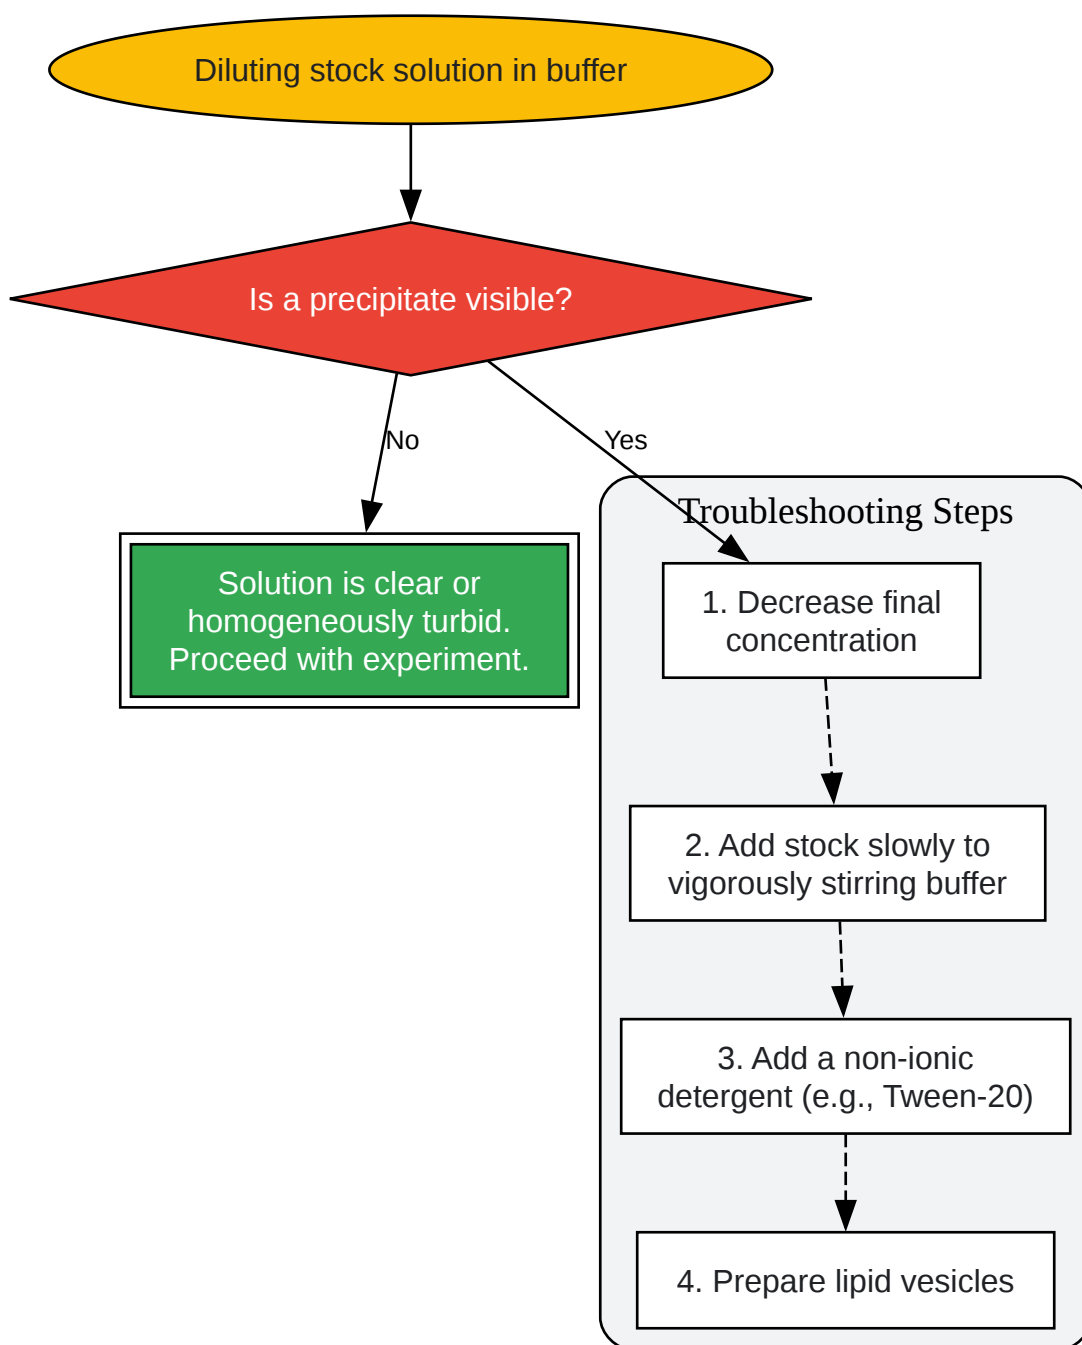 Diluting stock solution in buffer
Is a precipitate visible?
No
Yes
Solution is clear or
homogeneously turbid.
Proceed with experiment.
Troubleshooting Steps
1. Decrease final
concentration
2. Add stock slowly to
vigorously stirring buffer
3. Add a non-ionic
detergent (e.g., Tween-20)
4. Prepare lipid vesicles